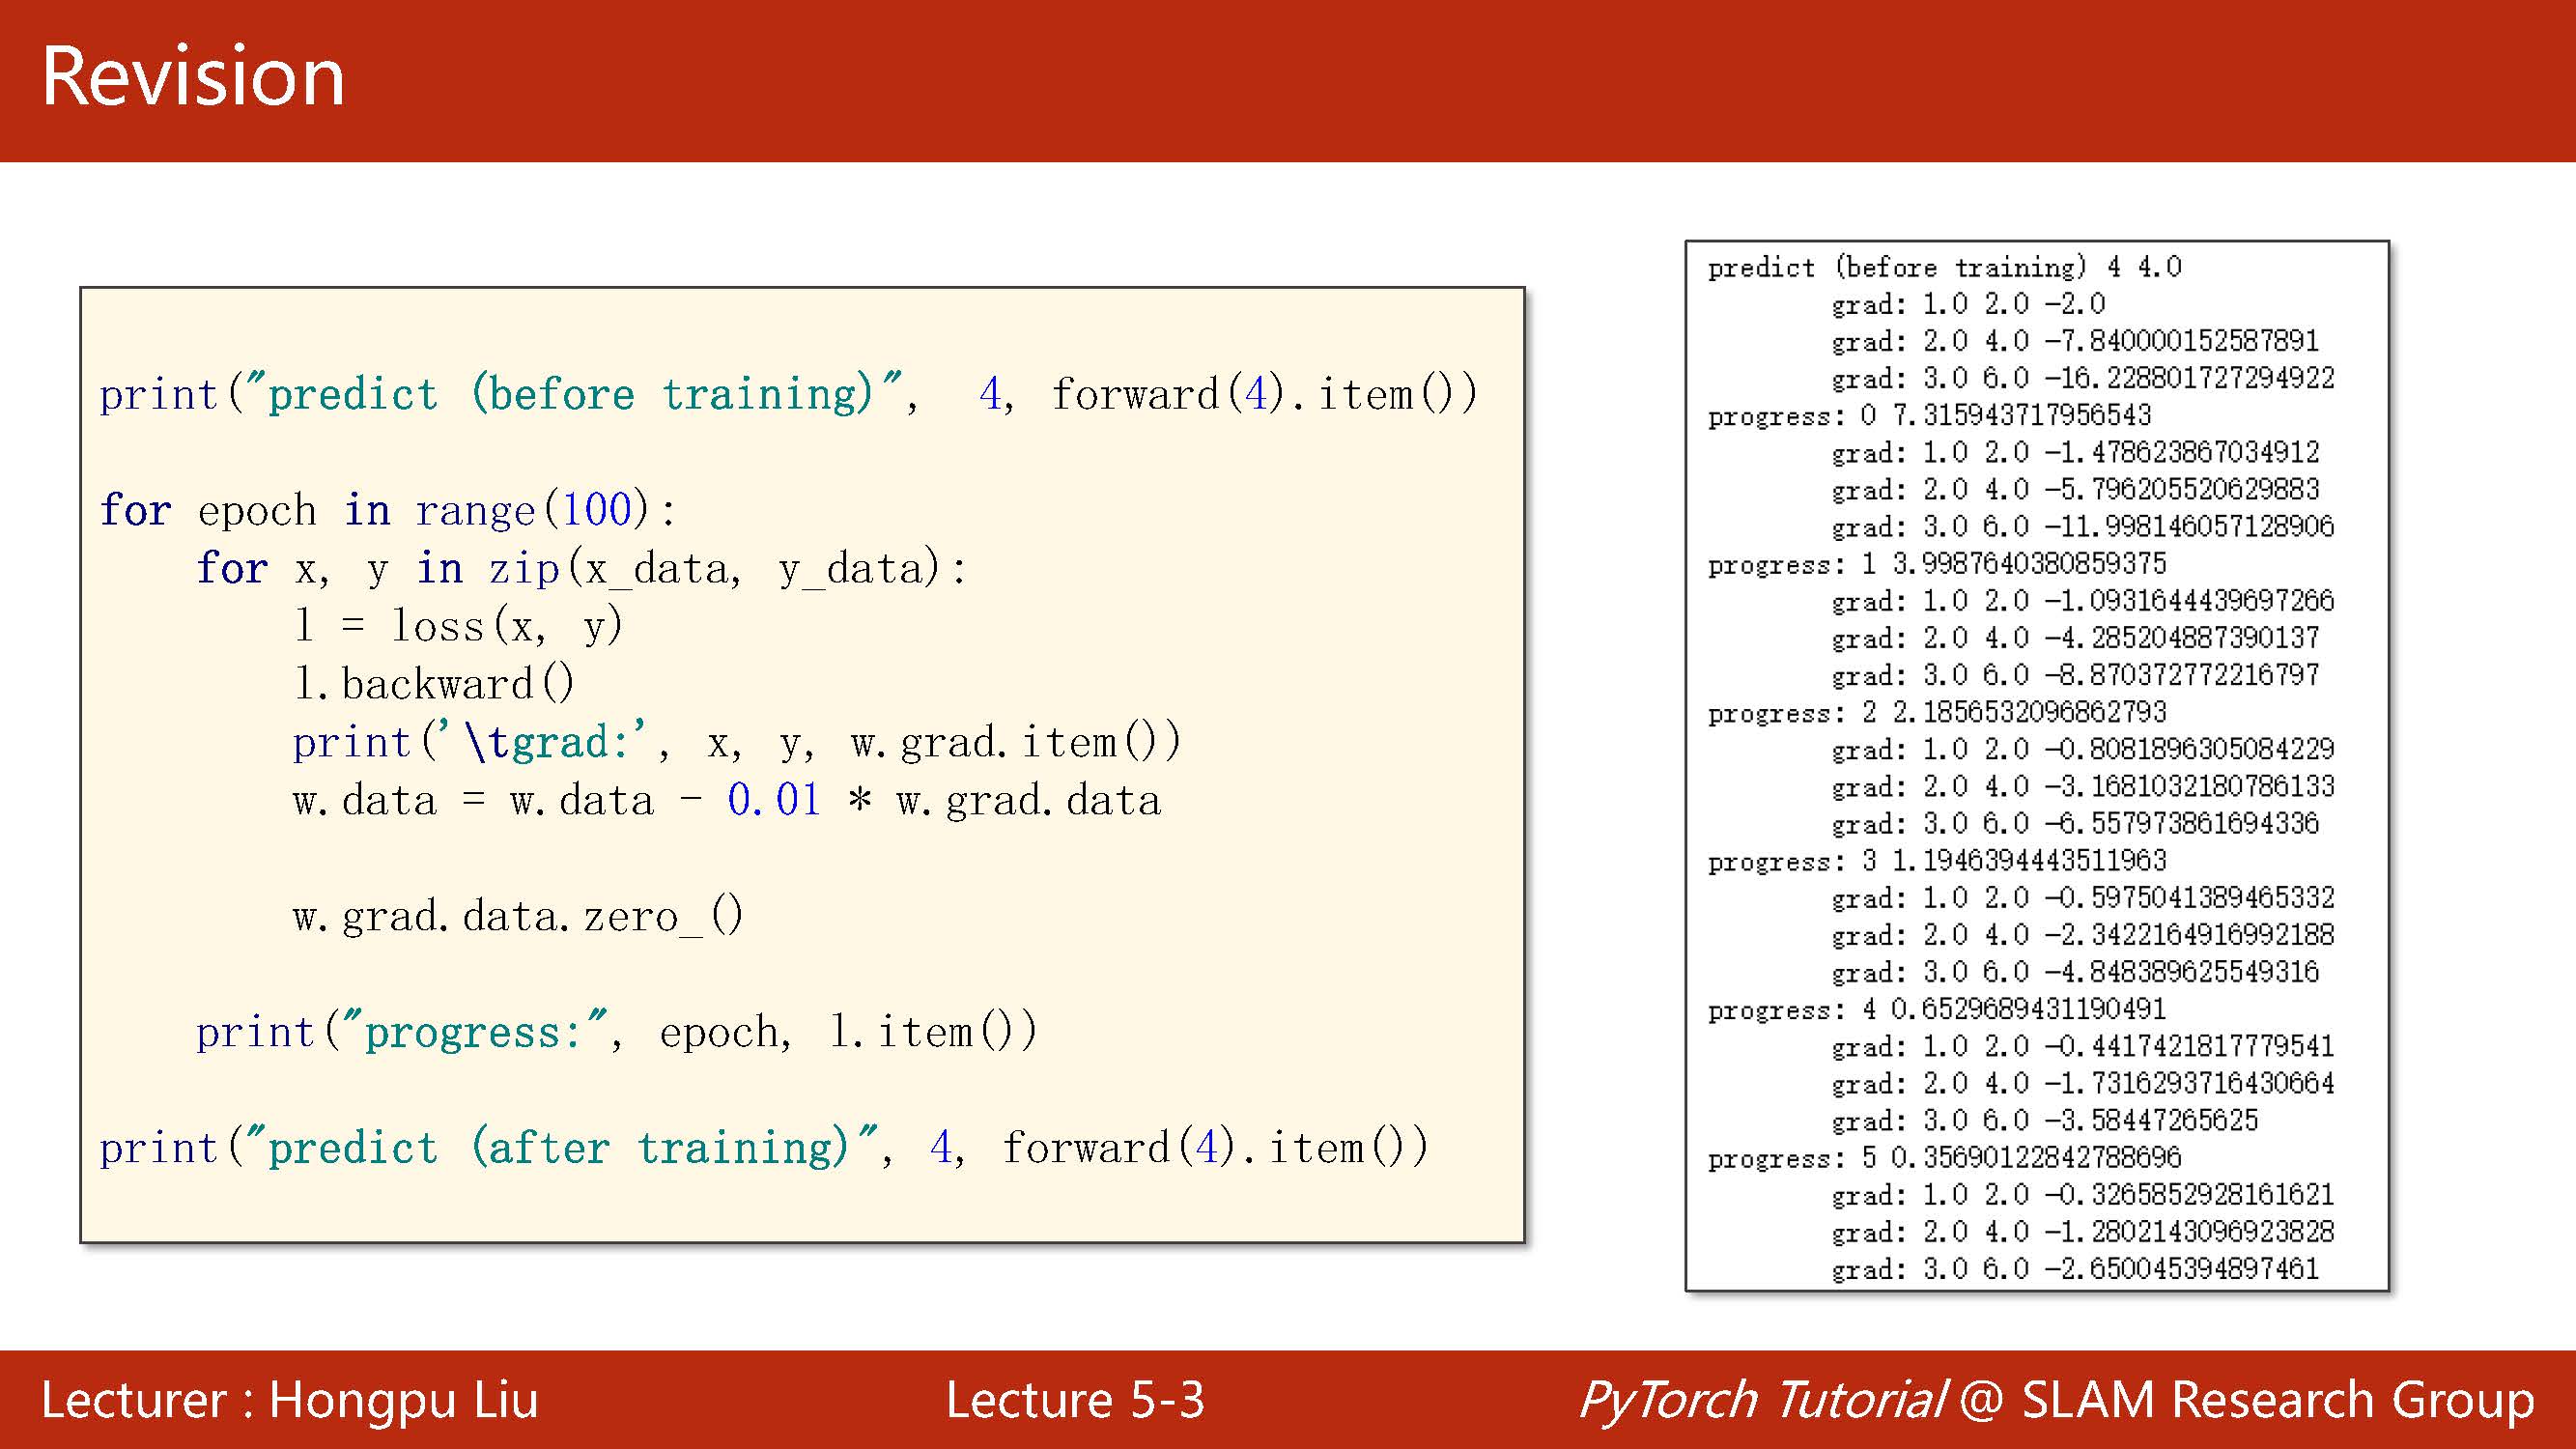 Revision
print("predict (before training)", 4, forward(4).item())
for epoch in range(100):
    for x, y in zip(x_data, y_data):
        l = loss(x, y)
        l.backward()
        print('\tgrad:', x, y, w.grad.item())
        w.data = w.data - 0.01 * w.grad.data
        w.grad.data.zero_()
    print("progress:", epoch, l.item())
print("predict (after training)", 4, forward(4).item())
predict (before training) 4 4.0
grad: 1.0 2.0 -2.0
grad: 2.0 4.0 -7.840000152587891
grad: 3.0 6.0 -16.228801727294922
progress: 0 7.315943717956543
grad: 1.0 2.0 -1.478623867034912
grad: 2.0 4.0 -5.796205520629883
grad: 3.0 6.0 -11.998146057128906
progress: 1 3.9987640380859375
grad: 1.0 2.0 -1.0931644439697266
grad: 2.0 4.0 -4.285204887390137
grad: 3.0 6.0 -8.870372772216797
progress: 2 2.1856532096862793
grad: 1.0 2.0 -0.8081896305084229
grad: 2.0 4.0 -3.1681032180786133
grad: 3.0 6.0 -6.557973861694336
progress: 3 1.1946394443511963
grad: 1.0 2.0 -0.5975041389465332
grad: 2.0 4.0 -2.3422164916992188
grad: 3.0 6.0 -4.848389625549316
progress: 4 0.6529689431190491
grad: 1.0 2.0 -0.4417421817779541
grad: 2.0 4.0 -1.7316293716430664
grad: 3.0 6.0 -3.58447265625
progress: 5 0.35690122842788696
grad: 1.0 2.0 -0.3265852928161621
grad: 2.0 4.0 -1.2802143096923828
grad: 3.0 6.0 -2.650045394897461
Lecturer : Hongpu Liu
Lecture 5-3
PyTorch Tutorial @ SLAM Research Group